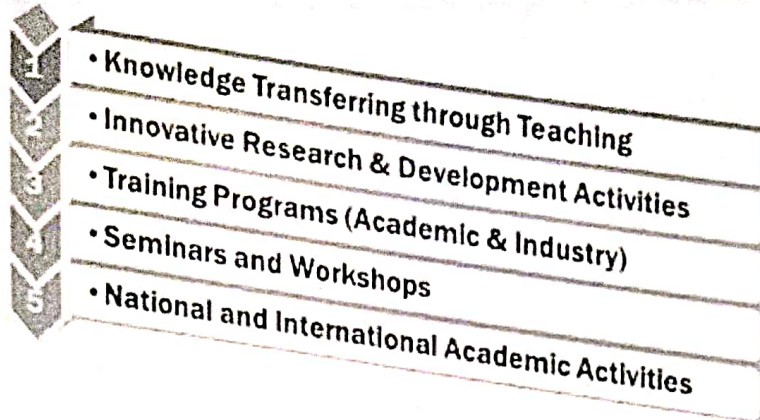 1
• Knowledge Transferring through Teaching
2
• Innovative Research & Development Activities
3
• Training Programs (Academic & Industry)
4
• Seminars and Workshops
5
• National and International Academic Activities